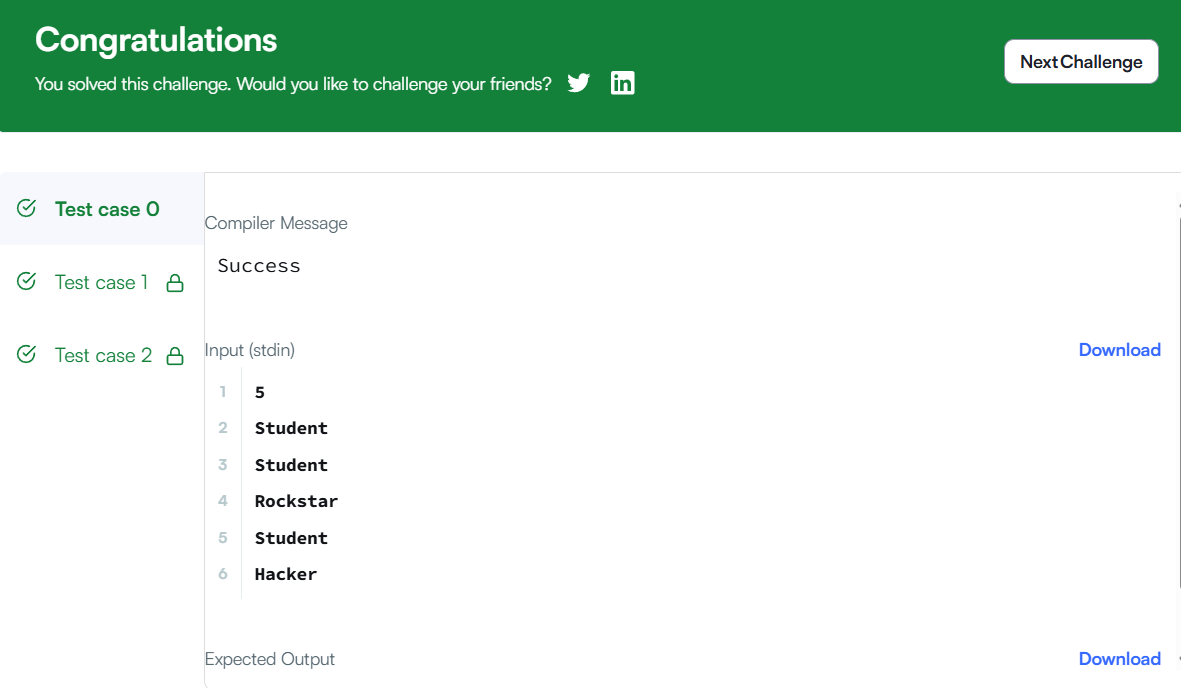 Congratulations
You solved this challenge. Would you like to challenge your friends?
Next Challenge
Test case 0
Test case 1
Test case 2
Compiler Message
Success
Input (stdin)
Download
1 5
2 Student
3 Student
4 Rockstar
5 Student
6 Hacker
Expected Output
Download